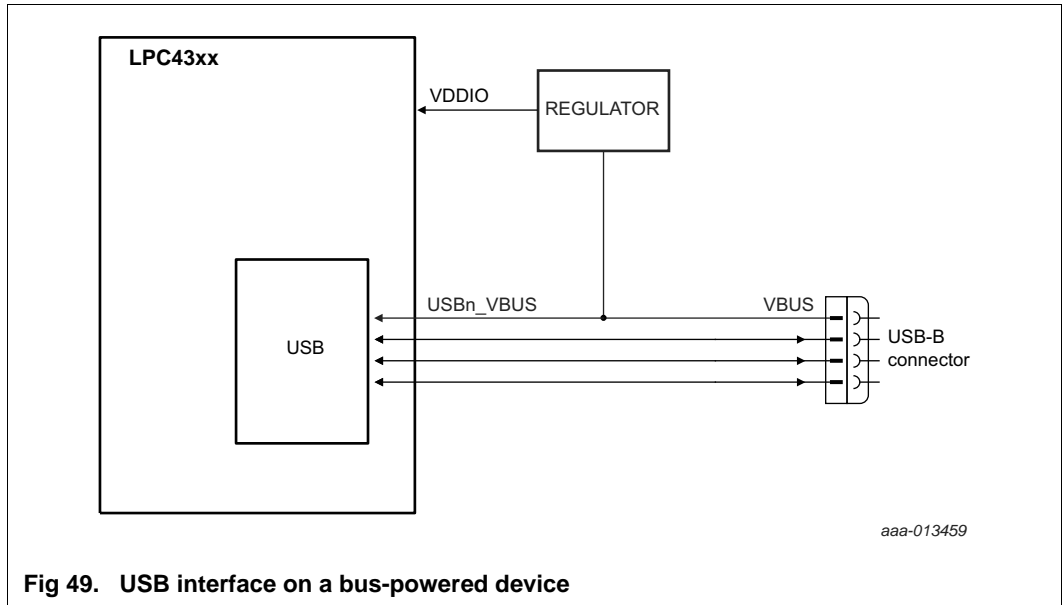 LPC43xx
VDDIO
REGULATOR
USBn_VBUS
VBUS
USB
USB-B
connector
aaa-013459
Fig 49. USB interface on a bus-powered device